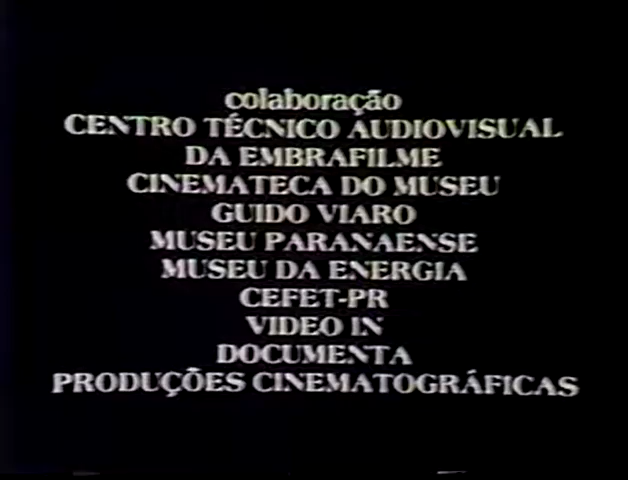 colaboração
CENTRO TÉCNICO AUDIOVISUAL
DA EMBRAFILME
CINEMATECA DO MUSEU
GUIDO VIARO
MUSEU PARANAENSE
MUSEU DA ENERGIA
CEFET-PR
VIDEO IN
DOCUMENTA
PRODUÇÕES CINEMATOGRÁFICAS